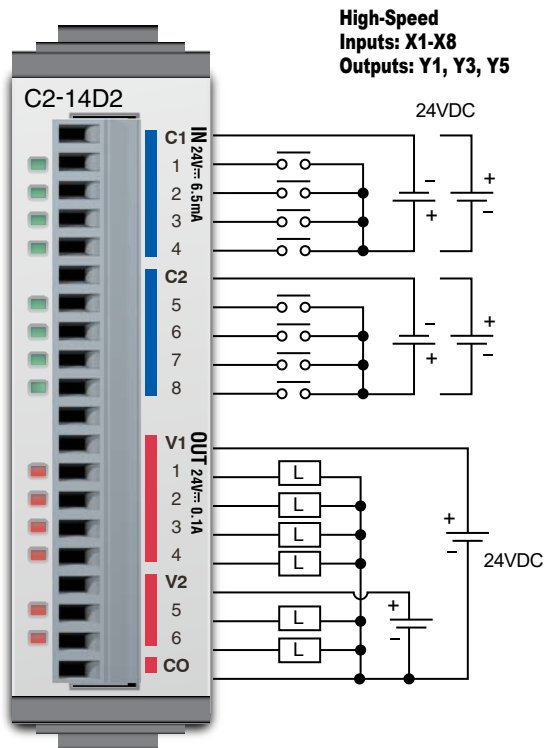 High-Speed
Inputs: X1-X8
Outputs: Y1, Y3, Y5
C2-14D2
24VDC
C1
IN 24V⎓ 6.5mA
1
2
3
4
C2
5
6
7
8
V1
OUT 24V⎓ 0.1A
1
2
3
4
V2
5
6
CO
−
+
+
−
−
+
+
−
L
L
L
L
L
L
+
−
24VDC
+
−